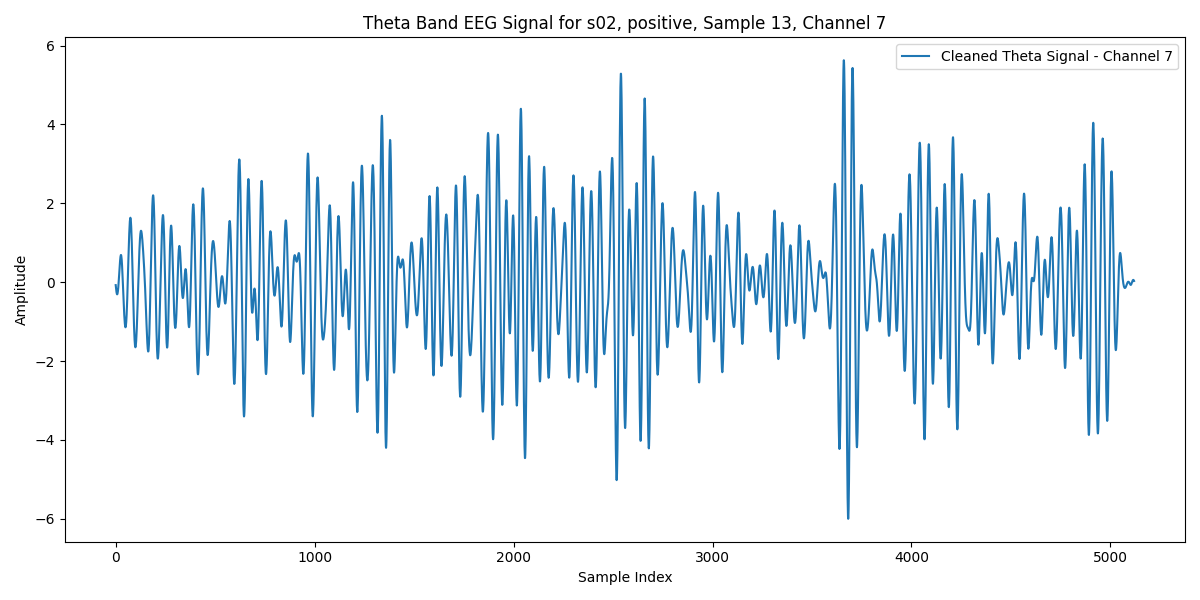 Theta Band EEG Signal for s02, positive, Sample 13, Channel 7
Cleaned Theta Signal - Channel 7
6
4
2
0
−2
−4
−6
Amplitude
0 1000 2000 3000 4000 5000
Sample Index